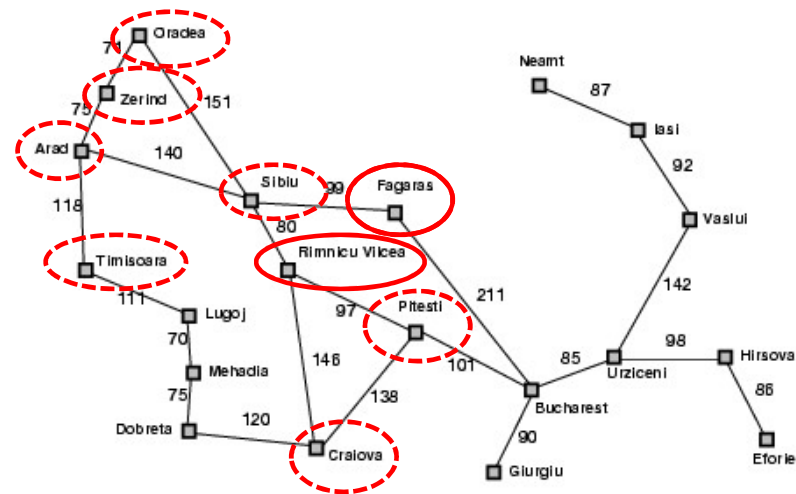 Oradea
71
Neamt
Zerind
87
75
151
Iasi
Arad
140
92
Sibiu
99
Fagaras
118
Vaslui
80
Timisoara
Rimnicu Vilcea
111
142
211
Lugoj
97
Pitesti
70
98
Hirsova
146
85
101
Mehadia
Urziceni
75
138
86
Bucharest
120
Dobreta
90
Craiova
Eforie
Giurgiu